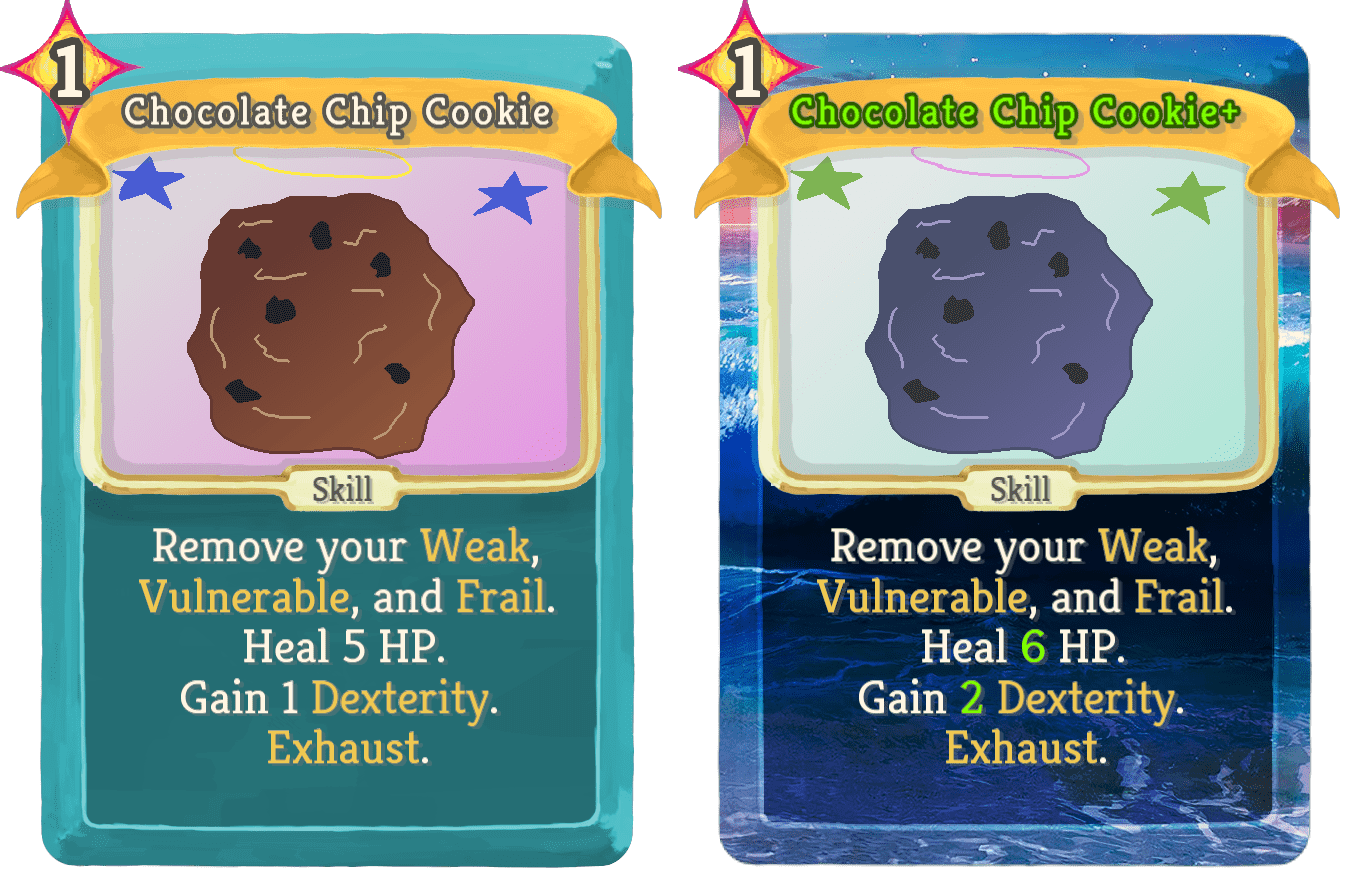 1
Chocolate Chip Cookie
Skill
Remove your Weak,
Vulnerable, and Frail.
Heal 5 HP.
Gain 1 Dexterity.
Exhaust.
1
Chocolate Chip Cookie+
Skill
Remove your Weak,
Vulnerable, and Frail.
Heal 6 HP.
Gain 2 Dexterity.
Exhaust.